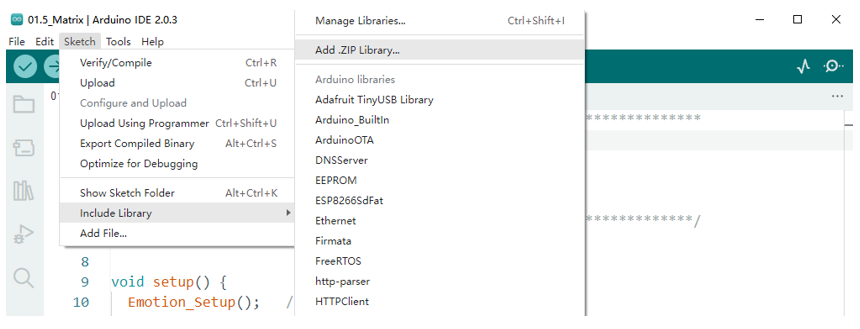 01.5_Matrix | Arduino IDE 2.0.3
File Edit Sketch Tools Help
Verify/Compile Ctrl+R
Upload Ctrl+U
Configure and Upload
Upload Using Programmer Ctrl+Shift+U
Export Compiled Binary Alt+Ctrl+S
Optimize for Debugging
Show Sketch Folder Alt+Ctrl+K
Include Library
Add File...
Manage Libraries... Ctrl+Shift+I
Add .ZIP Library...
Arduino libraries
Adafruit TinyUSB Library
Arduino_BuiltIn
ArduinoOTA
DNSServer
EEPROM
ESP8266SdFat
Ethernet
Firmata
FreeRTOS
http-parser
HTTPClient
8
9 void setup() {
10 Emotion_Setup(); /